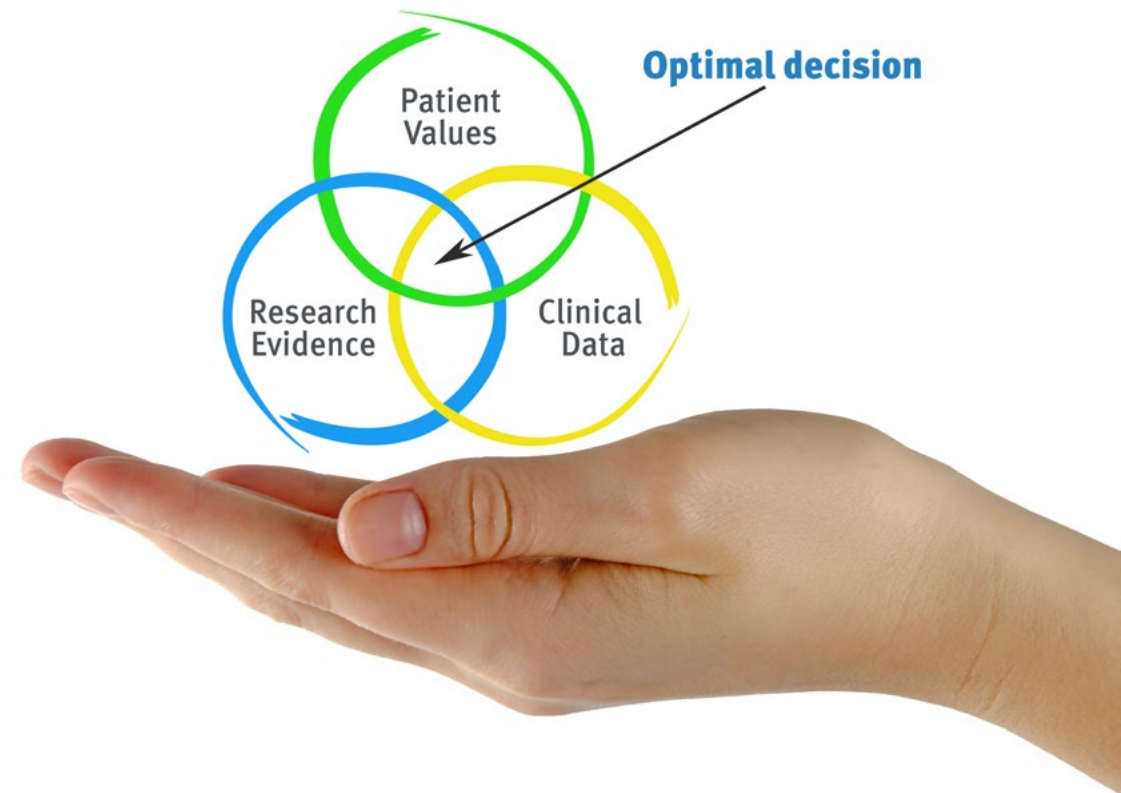 Optimal decision
Patient
Values
Research
Evidence
Clinical
Data